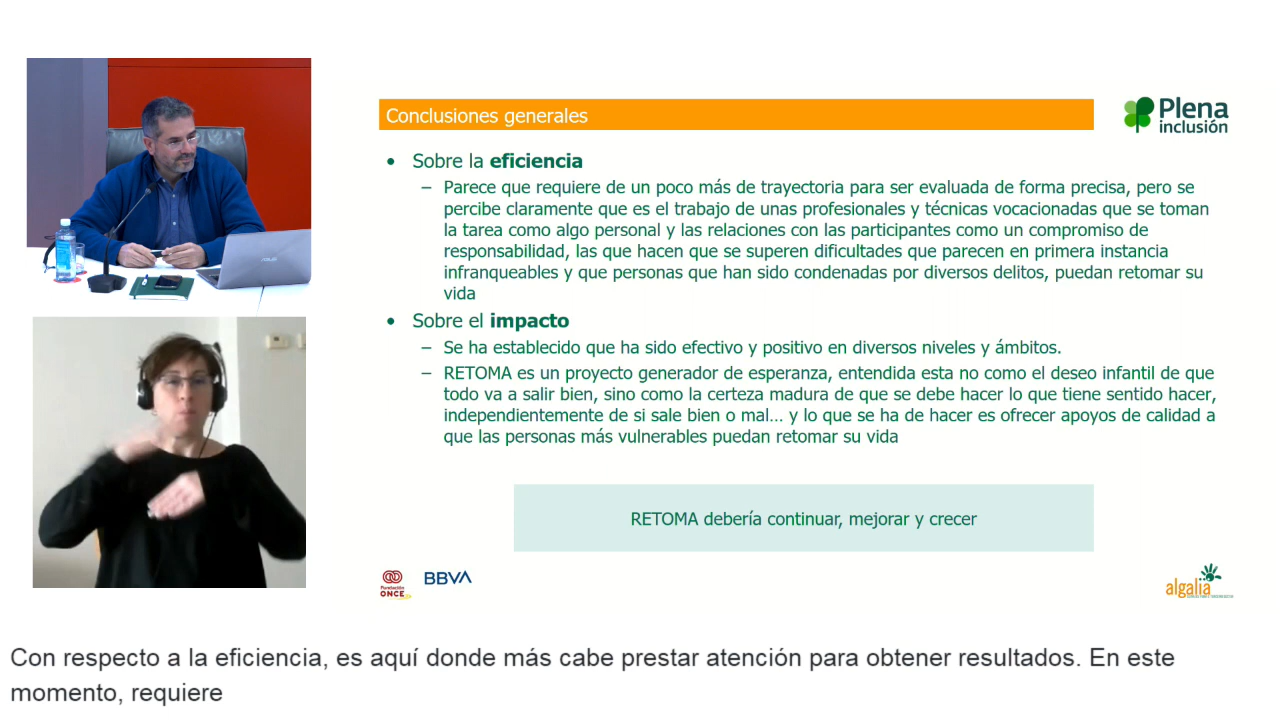 Conclusiones generales
Plena
inclusión
• Sobre la eficiencia
– Parece que requiere de un poco más de trayectoria para ser evaluada de forma precisa, pero se
percibe claramente que es el trabajo de unas profesionales y técnicas vocacionadas que se toman
la tarea como algo personal y las relaciones con las participantes como un compromiso de
responsabilidad, las que hacen que se superen dificultades que parecen en primera instancia
infranqueables y que personas que han sido condenadas por diversos delitos, puedan retomar su
vida
• Sobre el impacto
– Se ha establecido que ha sido efectivo y positivo en diversos niveles y ámbitos.
– RETOMA es un proyecto generador de esperanza, entendida esta no como el deseo infantil de que
todo va a salir bien, sino como la certeza madura de que se debe hacer lo que tiene sentido hacer,
independientemente de si sale bien o mal... y lo que se ha de hacer es ofrecer apoyos de calidad a
que las personas más vulnerables puedan retomar su vida
RETOMA debería continuar, mejorar y crecer
Fundación
ONCE
BBVA
algalia
Con respecto a la eficiencia, es aquí donde más cabe prestar atención para obtener resultados. En este
momento, requiere